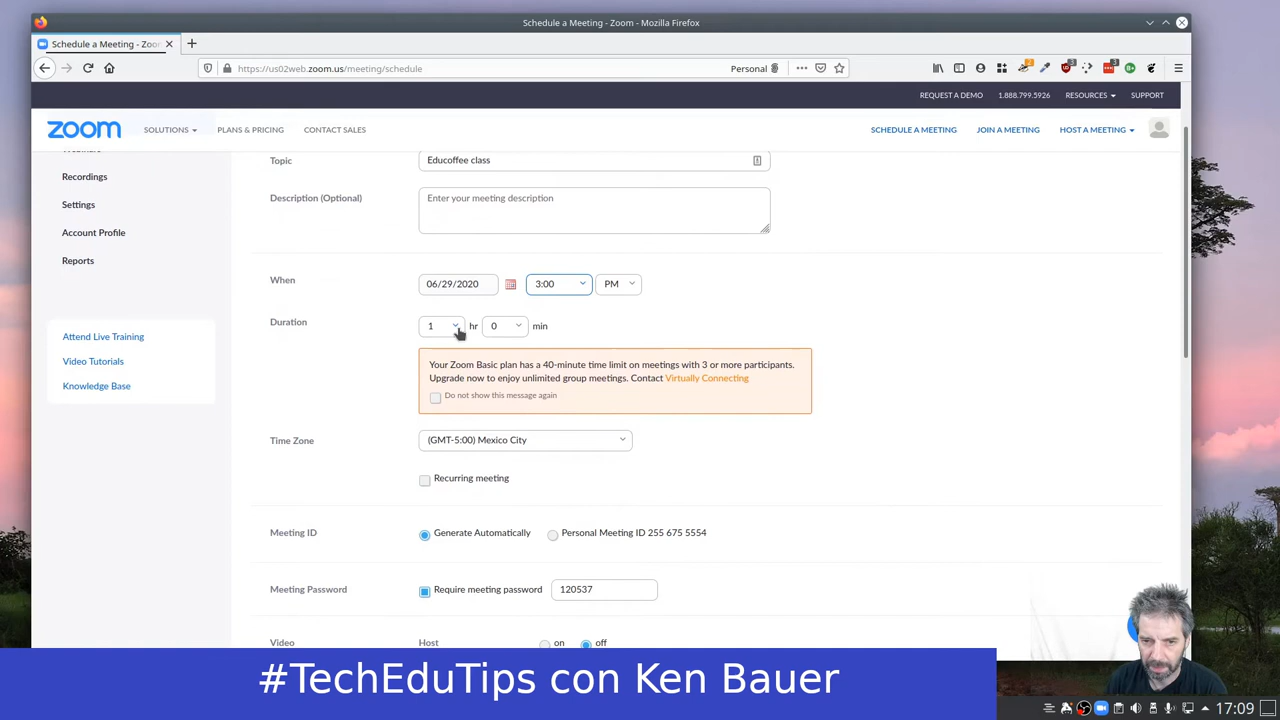 Schedule a Meeting - Zoom - Mozilla Firefox
Schedule a Meeting - Zoo
https://us02web.zoom.us/meeting/schedule
Personal
REQUEST A DEMO 1.888.799.5926 RESOURCES SUPPORT
zoom SOLUTIONS PLANS & PRICING CONTACT SALES SCHEDULE A MEETING JOIN A MEETING HOST A MEETING
Recordings
Settings
Account Profile
Reports
Attend Live Training
Video Tutorials
Knowledge Base
Topic Educoffee class
Description (Optional) Enter your meeting description
When 06/29/2020 3:00 PM
Duration 1 hr 0 min
Your Zoom Basic plan has a 40-minute time limit on meetings with 3 or more participants.
Upgrade now to enjoy unlimited group meetings. Contact Virtually Connecting
Do not show this message again
Time Zone (GMT-5:00) Mexico City
Recurring meeting
Meeting ID Generate Automatically Personal Meeting ID 255 675 5554
Meeting Password Require meeting password 120537
Video Host on off
#TechEduTips con Ken Bauer
17:09